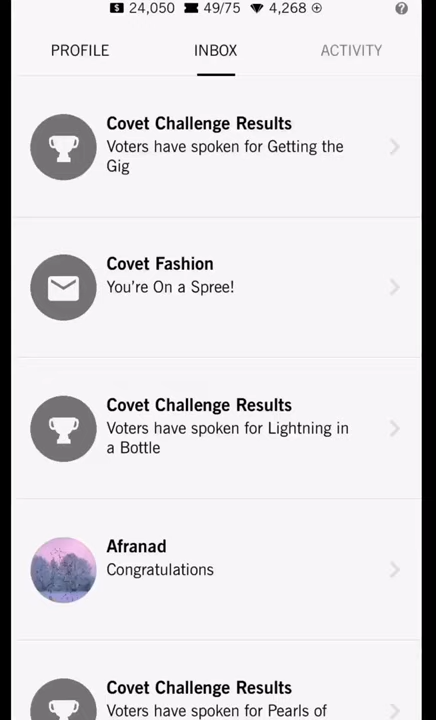 24,050 49/75 4,268
PROFILE INBOX ACTIVITY
Covet Challenge Results
Voters have spoken for Getting the
Gig
Covet Fashion
You're On a Spree!
Covet Challenge Results
Voters have spoken for Lightning in
a Bottle
Afranad
Congratulations
Covet Challenge Results
Voters have spoken for Pearls of